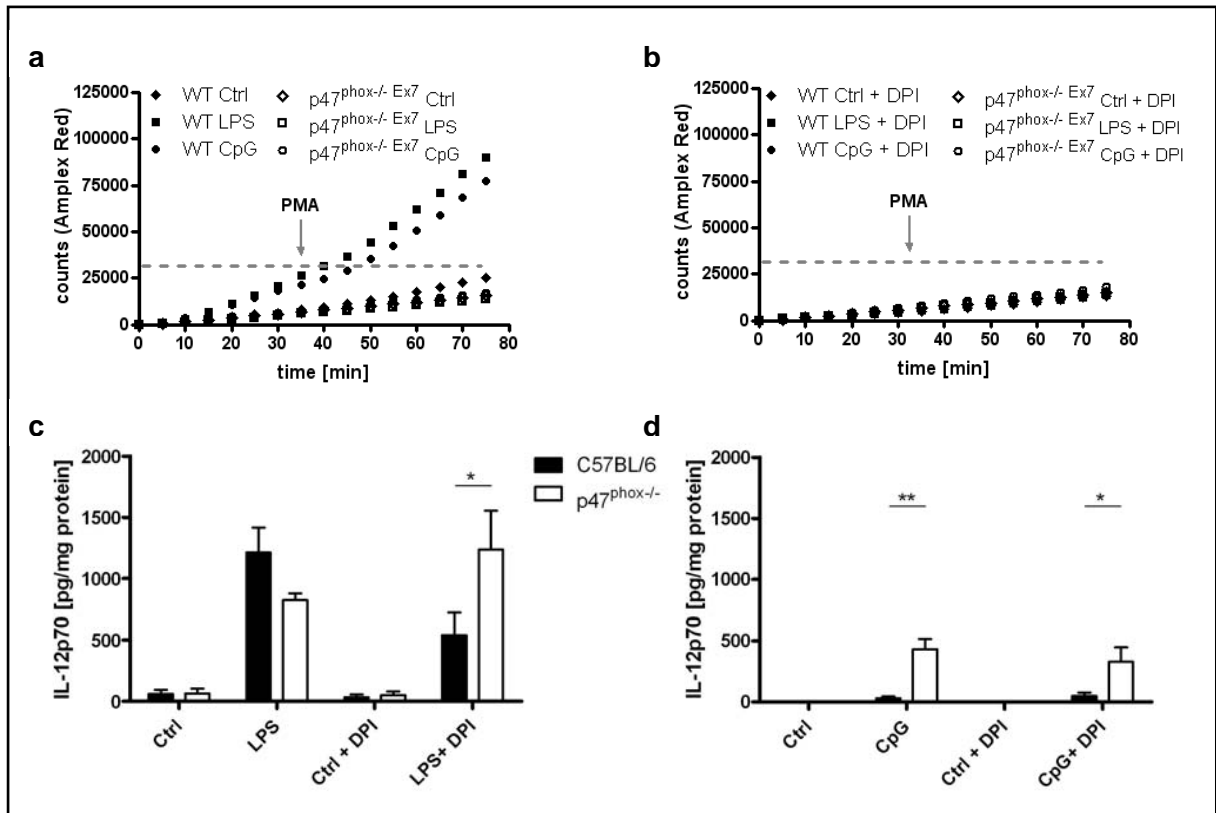 a
WT Ctrl p47phox-/- Ex7 Ctrl
WT LPS p47phox-/- Ex7 LPS
WT CpG p47phox-/- Ex7 CpG
125000
100000
75000
50000
25000
0
counts (Amplex Red)
PMA
0 10 20 30 40 50 60 70 80
time [min]
b
WT Ctrl + DPI p47phox-/- Ex7 Ctrl + DPI
WT LPS + DPI p47phox-/- Ex7 LPS + DPI
WT CpG + DPI p47phox-/- Ex7 CpG + DPI
125000
100000
75000
50000
25000
0
counts (Amplex Red)
PMA
0 10 20 30 40 50 60 70 80
time [min]
c
2000
1500
1000
500
0
IL-12p70 [pg/mg protein]
*
Ctrl LPS Ctrl + DPI LPS+ DPI
C57BL/6
p47phox-/-
d
2000
1500
1000
500
0
IL-12p70 [pg/mg protein]
** *
Ctrl CpG Ctrl + DPI CpG+ DPI